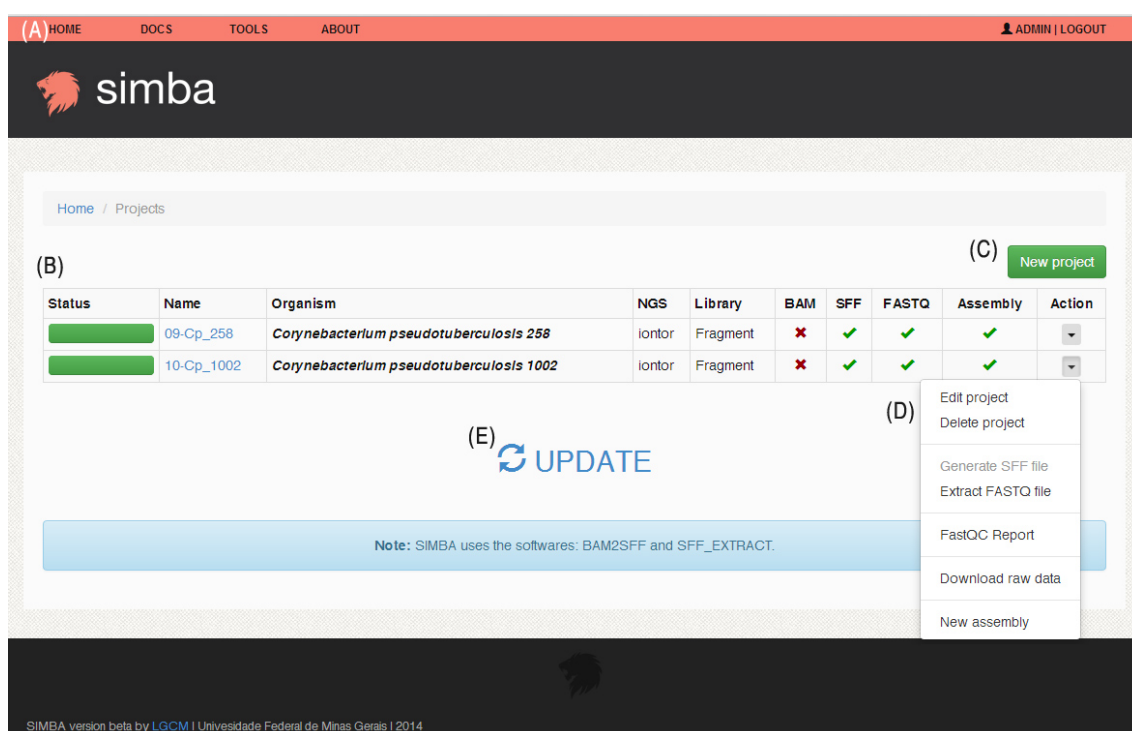 (A) HOME DOCS TOOLS ABOUT ADMIN | LOGOUT
simba
Home / Projects
(B) (C) New project
Status Name Organism NGS Library BAM SFF FASTQ Assembly Action
09-Cp_258 Corynebacterium pseudotuberculosis 258 iontor Fragment
10-Cp_1002 Corynebacterium pseudotuberculosis 1002 iontor Fragment
(D) Edit project
Delete project
(E) UPDATE
Generate SFF file
Extract FASTQ file
FastQC Report
Note: SIMBA uses the softwares: BAM2SFF and SFF_EXTRACT.
Download raw data
New assembly
SIMBA version beta by LGCM | Univesidade Federal de Minas Gerais | 2014